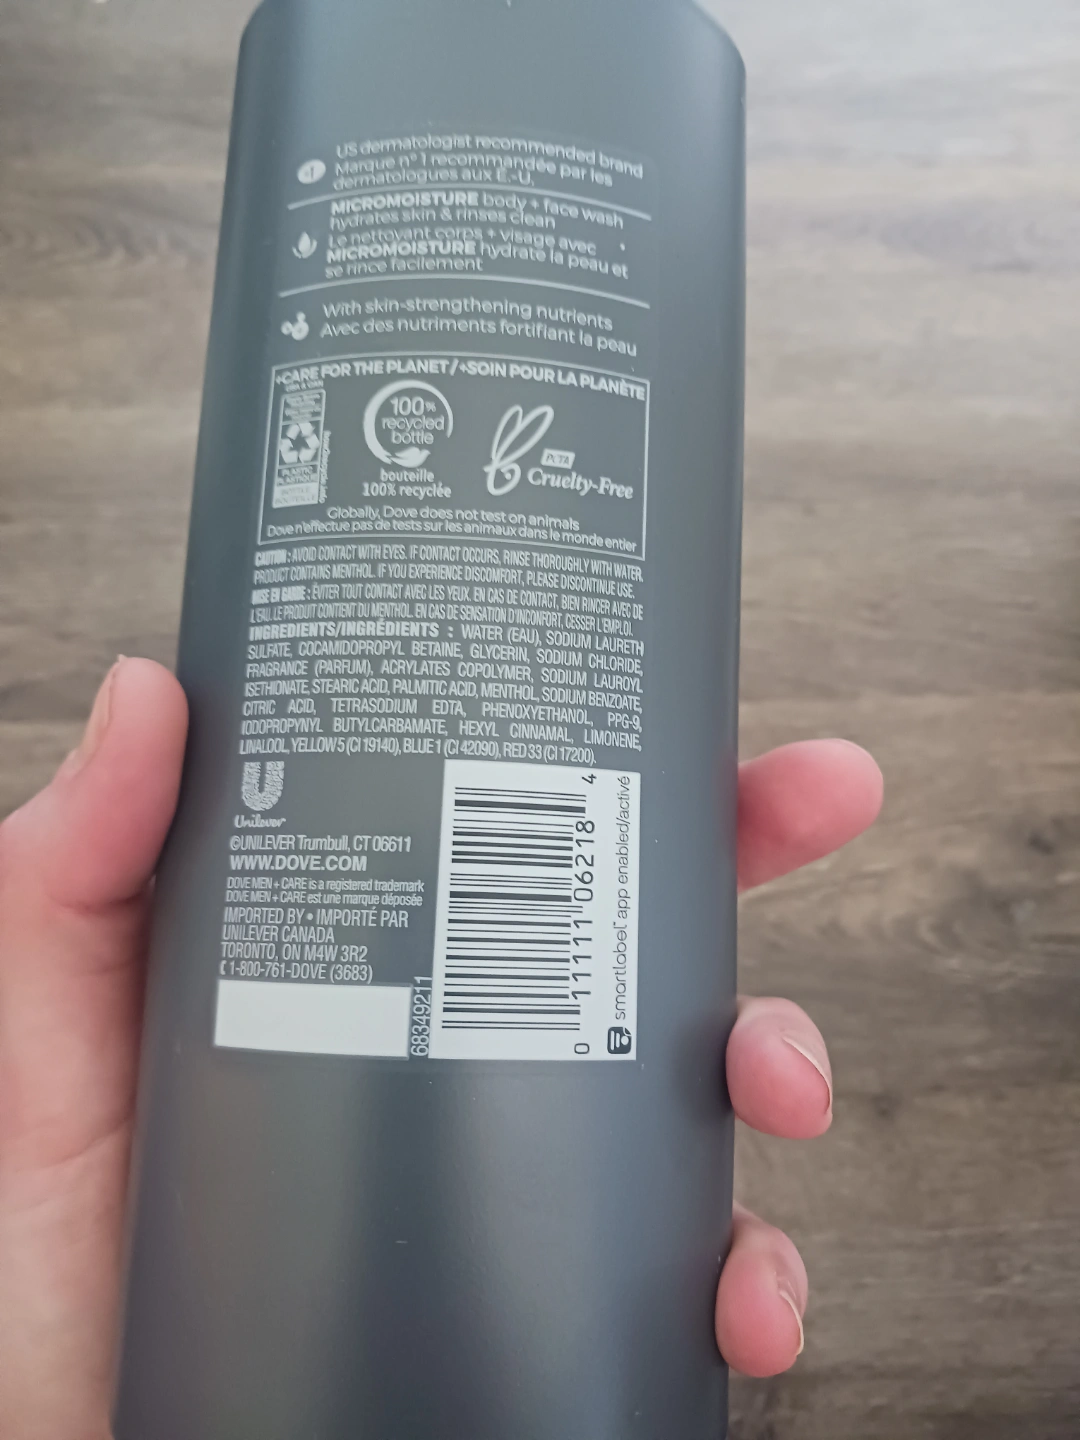 #1
US dermatologist recommended brand
Marque n° 1 recommandée par les
dermatologues aux É.-U.
MICROMOISTURE body + face wash
hydrates skin & rinses clean
Le nettoyant corps + visage avec
MICROMOISTURE hydrate la peau et
se rince facilement
With skin-strengthening nutrients
Avec des nutriments fortifiant la peau
+CARE FOR THE PLANET / +SOIN POUR LA PLANÈTE
USA & CAN
PLASTIC
PLASTIQUE
BOTTLE
BOUTEILLE
how2recycle.info
100%
recycled
bottle
bouteille
100% recyclée
PETA
Cruelty-Free
Globally, Dove does not test on animals
Dove n'effectue pas de tests sur les animaux dans le monde entier
CAUTION : AVOID CONTACT WITH EYES. IF CONTACT OCCURS, RINSE THOROUGHLY WITH WATER.
PRODUCT CONTAINS MENTHOL. IF YOU EXPERIENCE DISCOMFORT, PLEASE DISCONTINUE USE.
MISE EN GARDE : ÉVITER TOUT CONTACT AVEC LES YEUX. EN CAS DE CONTACT, BIEN RINCER AVEC DE
L'EAU. LE PRODUIT CONTIENT DU MENTHOL. EN CAS DE SENSATION D'INCONFORT, CESSER L'EMPLOI.
INGREDIENTS/INGRÉDIENTS : WATER (EAU), SODIUM LAURETH
SULFATE, COCAMIDOPROPYL BETAINE, GLYCERIN, SODIUM CHLORIDE,
FRAGRANCE (PARFUM), ACRYLATES COPOLYMER, SODIUM LAUROYL
ISETHIONATE, STEARIC ACID, PALMITIC ACID, MENTHOL, SODIUM BENZOATE,
CITRIC ACID, TETRASODIUM EDTA, PHENOXYETHANOL, PPG-9,
IODOPROPYNYL BUTYLCARBAMATE, HEXYL CINNAMAL, LIMONENE,
LINALOOL, YELLOW 5 (CI 19140), BLUE 1 (CI 42090), RED 33 (CI 17200).
Unilever
©UNILEVER Trumbull, CT 06611
WWW.DOVE.COM
DOVE MEN + CARE is a registered trademark
DOVE MEN + CARE est une marque déposée
IMPORTED BY • IMPORTÉ PAR
UNILEVER CANADA
TORONTO, ON M4W 3R2
1-800-761-DOVE (3683)
68349211
0 11111 06218 4
smartlabel™ app enabled/activé